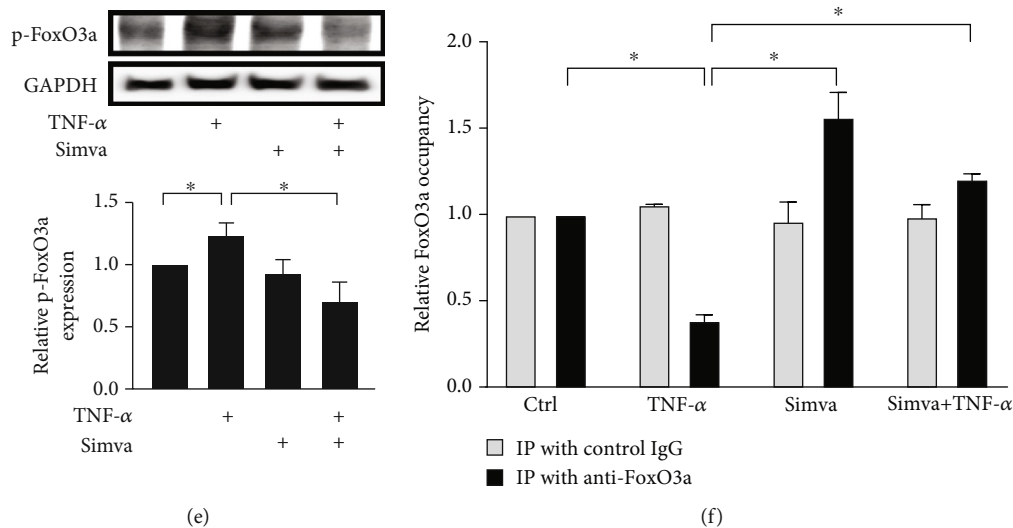 p-FoxO3a
GAPDH
TNF-α + +
Simva + +
Relative p-FoxO3a
expression
1.5
1.0
0.5
0.0
* *
TNF-α + +
Simva + +
(e)
Relative FoxO3a occupancy
2.0
1.5
1.0
0.5
0.0
*
* *
Ctrl TNF-α Simva Simva+TNF-α
IP with control IgG
IP with anti-FoxO3a
(f)